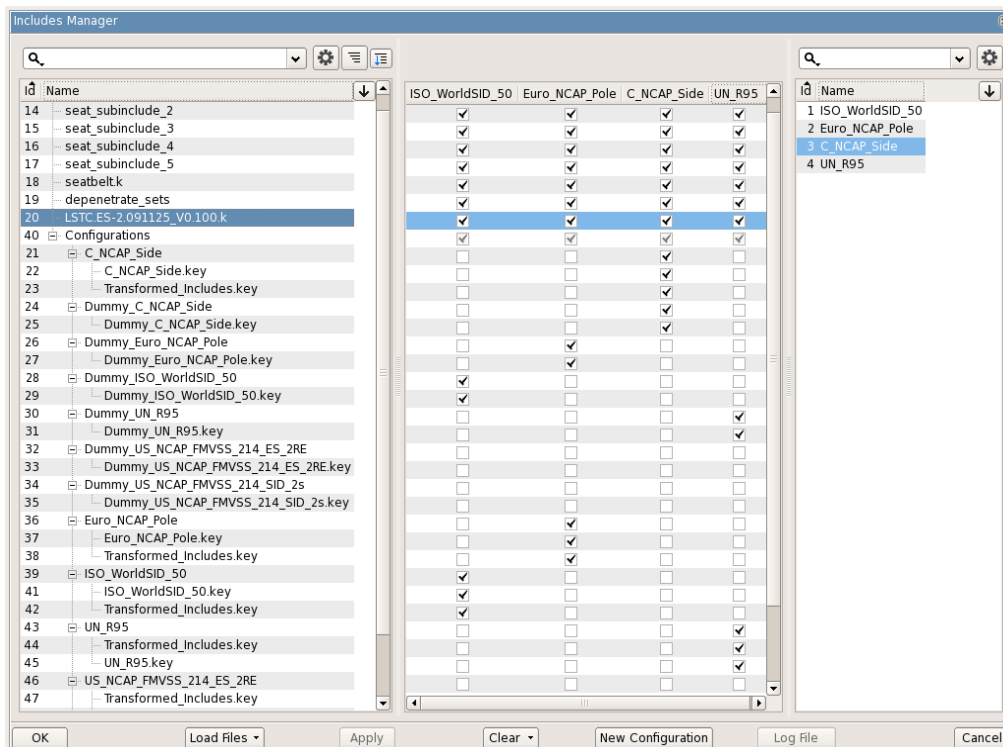 Includes Manager
Id Name
14 seat_subinclude_2
15 seat_subinclude_3
16 seat_subinclude_4
17 seat_subinclude_5
18 seatbelt.k
19 depenetrate_sets
20 LSTC.ES-2.091125_V0.100.k
40 Configurations
21 C_NCAP_Side
22 C_NCAP_Side.key
23 Transformed_Includes.key
24 Dummy_C_NCAP_Side
25 Dummy_C_NCAP_Side.key
26 Dummy_Euro_NCAP_Pole
27 Dummy_Euro_NCAP_Pole.key
28 Dummy_ISO_WorldSID_50
29 Dummy_ISO_WorldSID_50.key
30 Dummy_UN_R95
31 Dummy_UN_R95.key
32 Dummy_US_NCAP_FMVSS_214_ES_2RE
33 Dummy_US_NCAP_FMVSS_214_ES_2RE.key
34 Dummy_US_NCAP_FMVSS_214_SID_2s
35 Dummy_US_NCAP_FMVSS_214_SID_2s.key
36 Euro_NCAP_Pole
37 Euro_NCAP_Pole.key
38 Transformed_Includes.key
39 ISO_WorldSID_50
41 ISO_WorldSID_50.key
42 Transformed_Includes.key
43 UN_R95
44 Transformed_Includes.key
45 UN_R95.key
46 US_NCAP_FMVSS_214_ES_2RE
47 Transformed_Includes.key
ISO_WorldSID_50 Euro_NCAP_Pole C_NCAP_Side UN_R95
Id Name
1 ISO_WorldSID_50
2 Euro_NCAP_Pole
3 C_NCAP_Side
4 UN_R95
OK Load Files Apply Clear New Configuration Log File Cancel